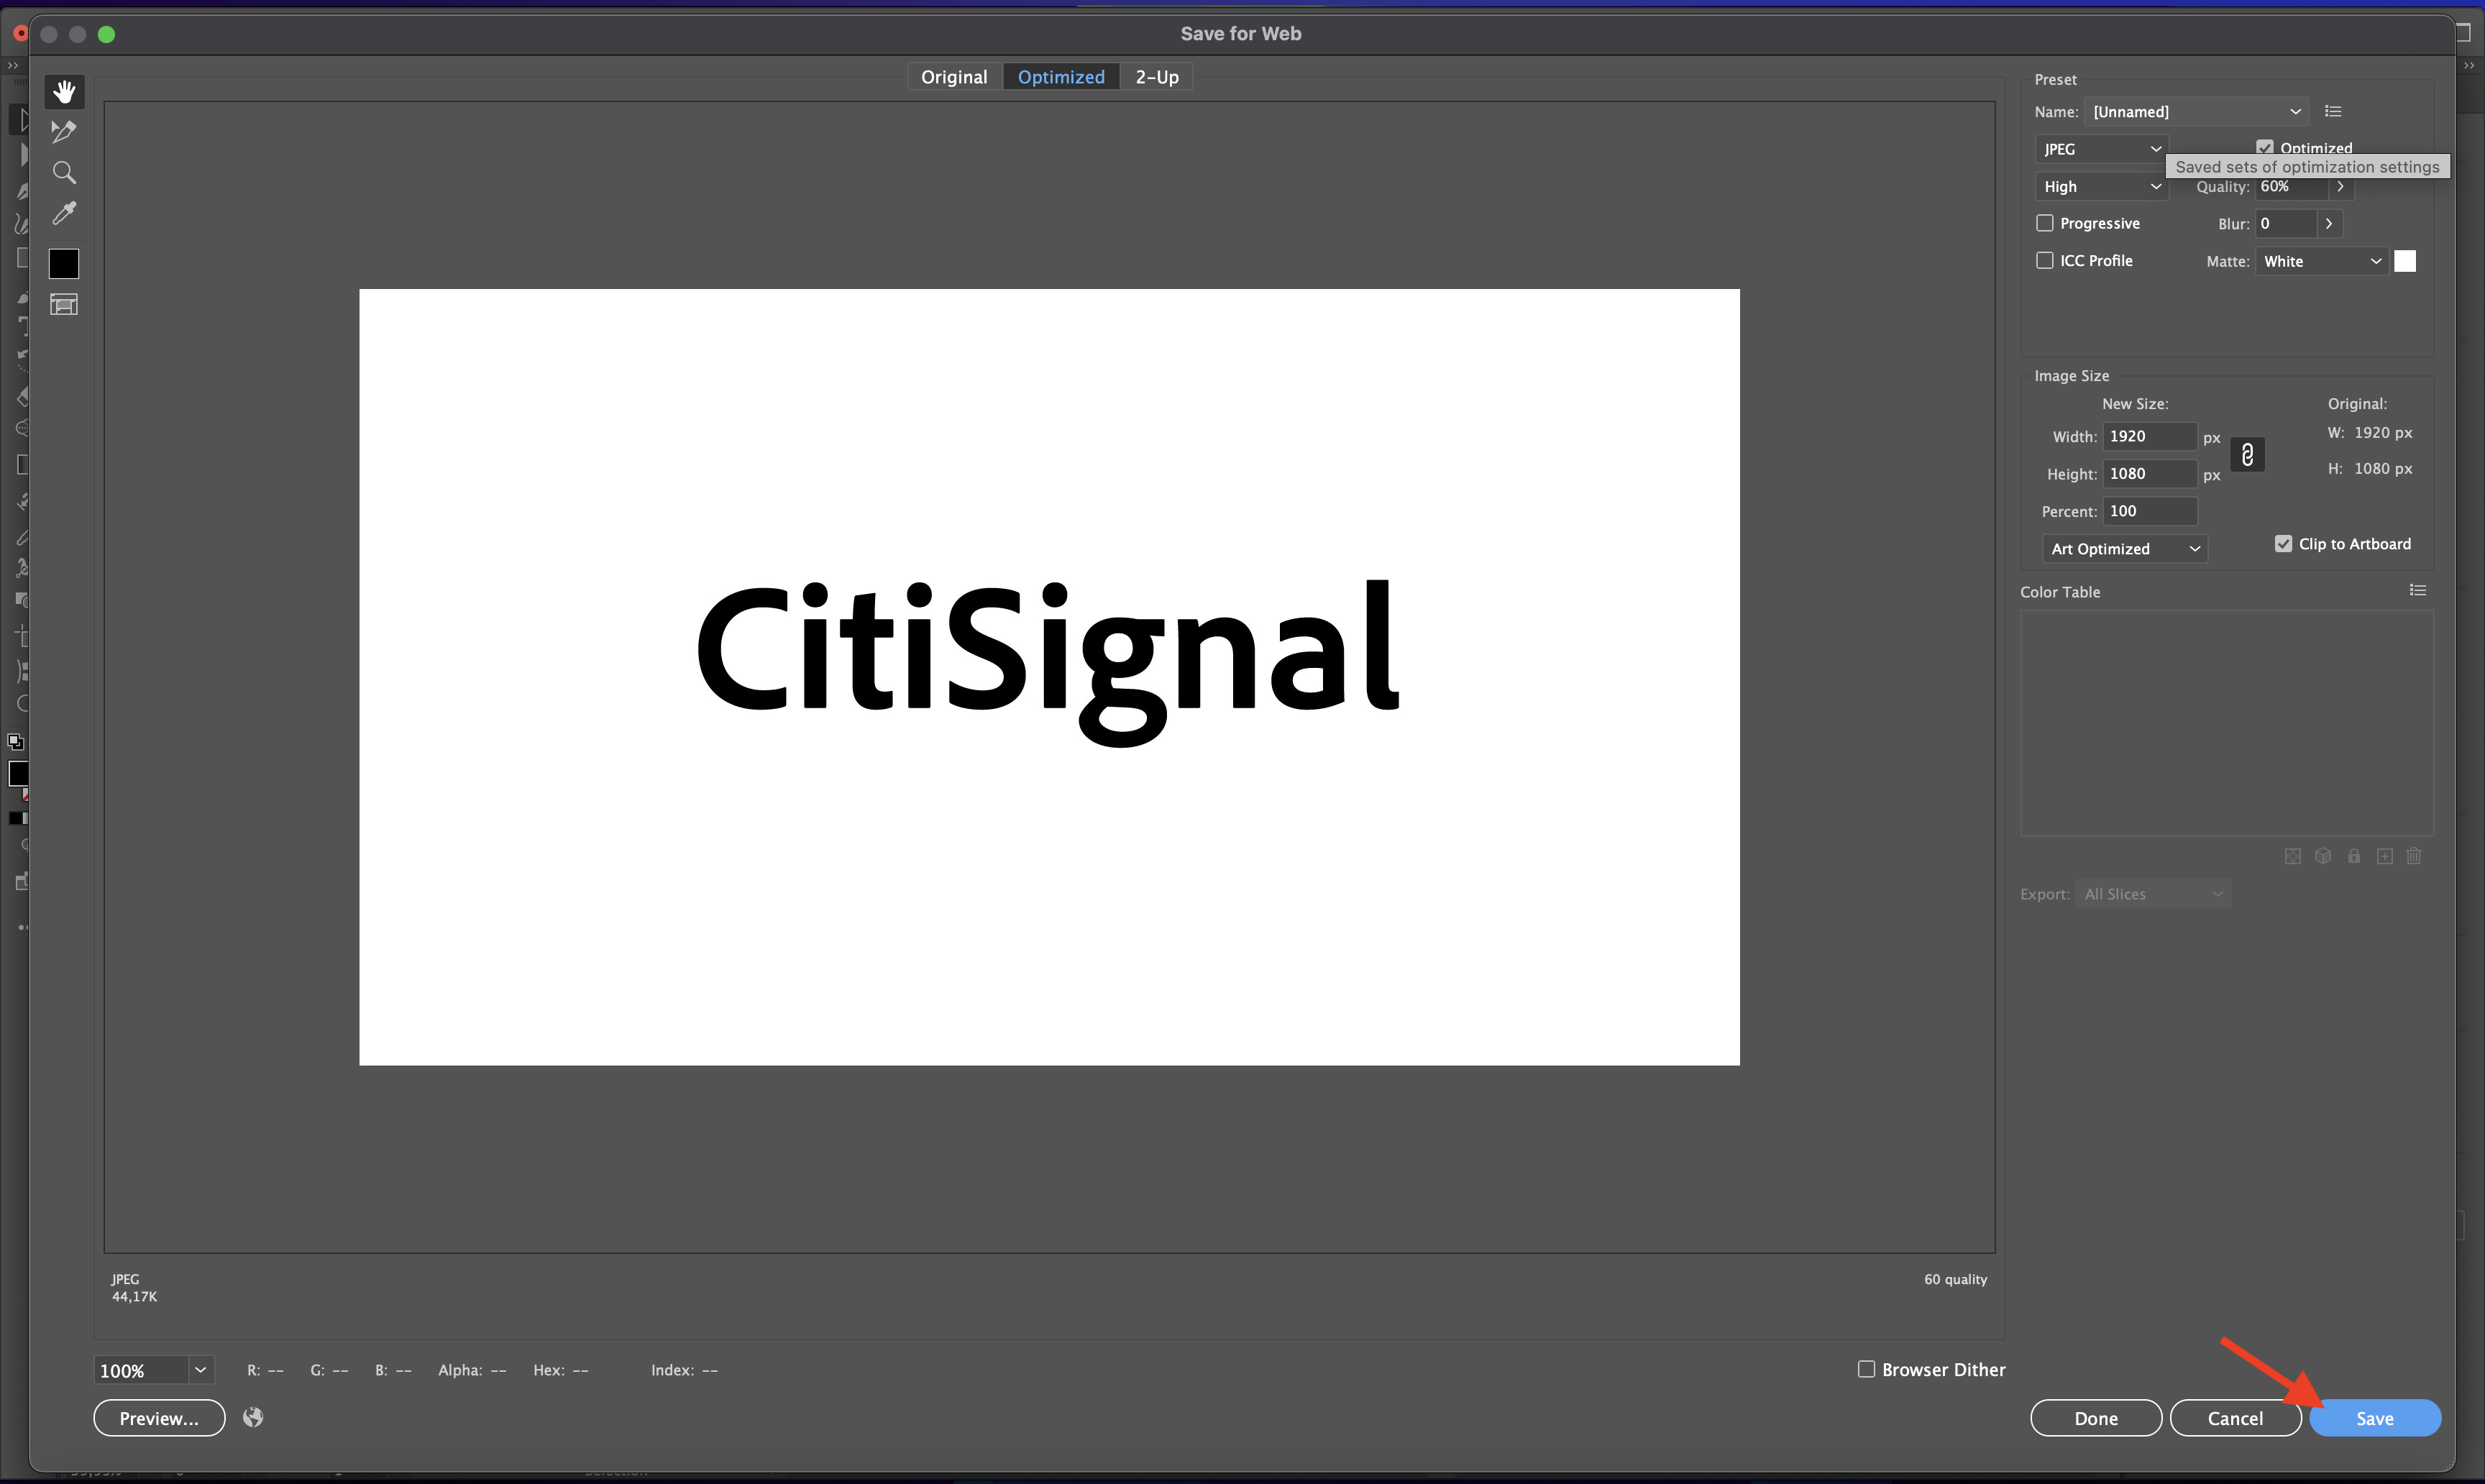 Save for Web
Original Optimized 2-Up
Preset
Name: [Unnamed]
JPEG Optimized
Saved sets of optimization settings
High Quality: 60%
Progressive Blur: 0
ICC Profile Matte: White
Image Size
New Size: Original:
Width: 1920 px W: 1920 px
Height: 1080 px H: 1080 px
Percent: 100
Art Optimized Clip to Artboard
Color Table
CitiSignal
Export: All Slices
JPEG 60 quality
44,17K
100% R: -- G: -- B: -- Alpha: -- Hex: -- Index: -- Browser Dither
Preview... Done Cancel Save